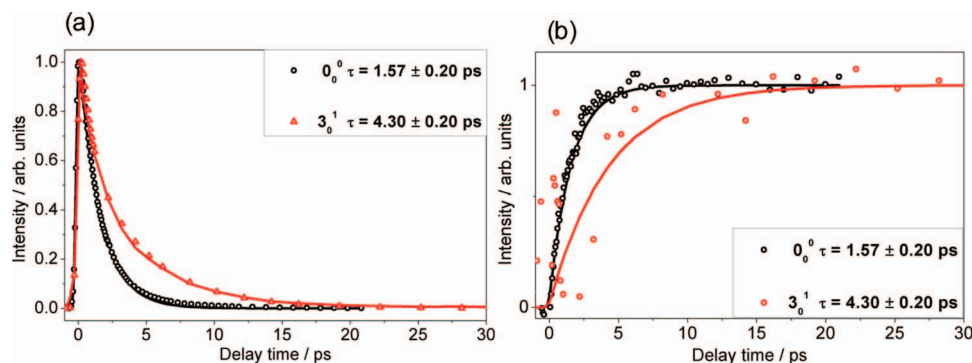 (a)
0₀⁰ τ = 1.57 ± 0.20 ps
3₀¹ τ = 4.30 ± 0.20 ps
1.0
0.8
0.6
0.4
0.2
0.0
Intensity / arb. units
0 5 10 15 20 25 30
Delay time / ps
(b)
1
0
Intensity / arb. units
0₀⁰ τ = 1.57 ± 0.20 ps
3₀¹ τ = 4.30 ± 0.20 ps
0 5 10 15 20 25 30
Delay time / ps